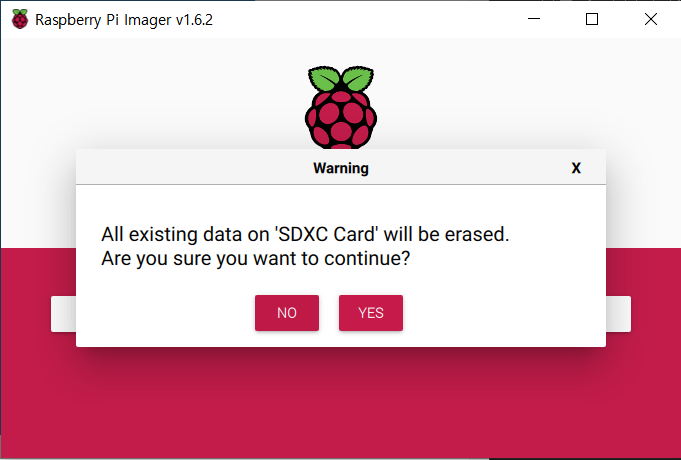 Raspberry Pi Imager v1.6.2
Warning
X
All existing data on 'SDXC Card' will be erased.
Are you sure you want to continue?
NO
YES